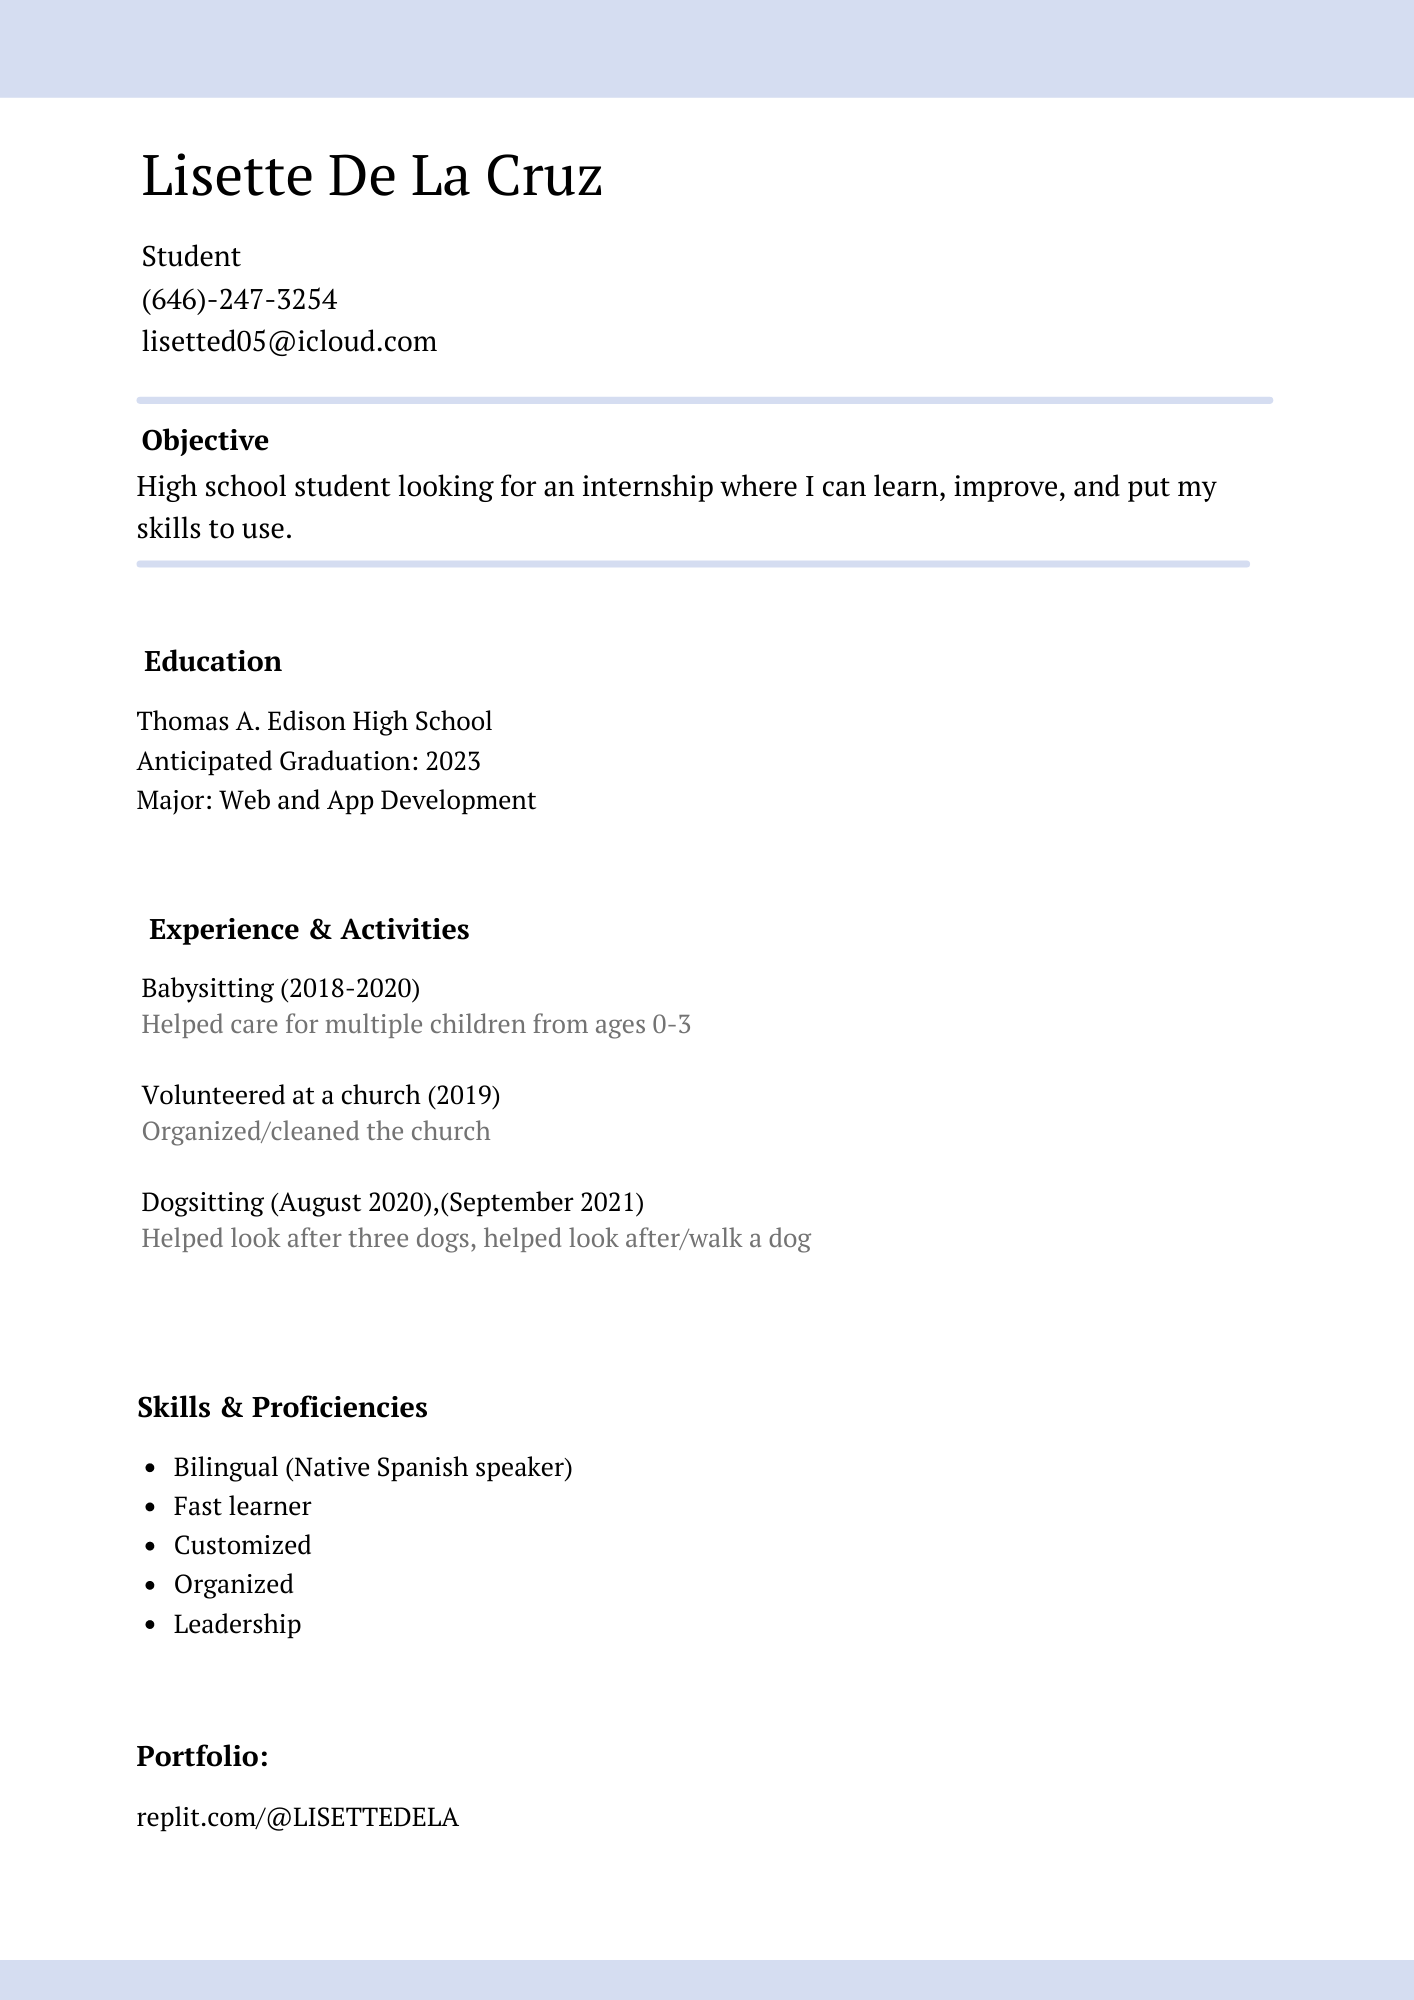 Lisette De La Cruz
Student
(646)-247-3254
lisetted05@icloud.com
Objective
High school student looking for an internship where I can learn, improve, and put my
skills to use.
Education
Thomas A. Edison High School
Anticipated Graduation: 2023
Major: Web and App Development
Experience & Activities
Babysitting (2018-2020)
Helped care for multiple children from ages 0-3
Volunteered at a church (2019)
Organized/cleaned the church
Dogsitting (August 2020),(September 2021)
Helped look after three dogs, helped look after/walk a dog
Skills & Proficiencies
• Bilingual (Native Spanish speaker)
• Fast learner
• Customized
• Organized
• Leadership
Portfolio:
replit.com/@LISETTEDELA